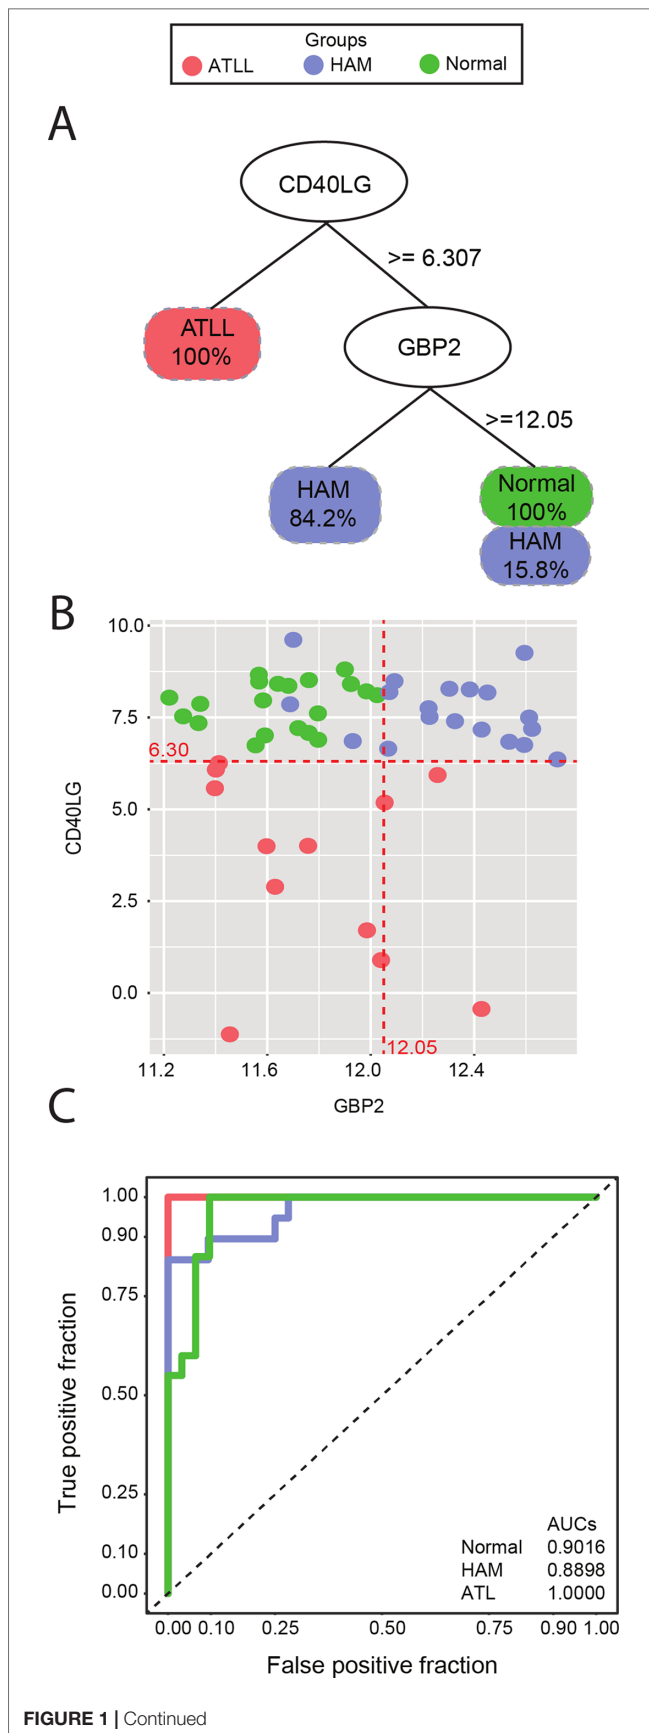 Groups
ATLL HAM Normal
A
CD40LG
>= 6.307
ATLL
100%
GBP2
>=12.05
HAM
84.2%
Normal
100%
HAM
15.8%
B
10.0
7.5
6.30
5.0
2.5
0.0
CD40LG
12.05
11.2 11.6 12.0 12.4
GBP2
C
1.00
0.90
0.75
0.50
0.25
0.10
0.00
True positive fraction
AUCs
Normal 0.9016
HAM 0.8898
ATL 1.0000
0.00 0.10 0.25 0.50 0.75 0.90 1.00
False positive fraction
FIGURE 1 | Continued